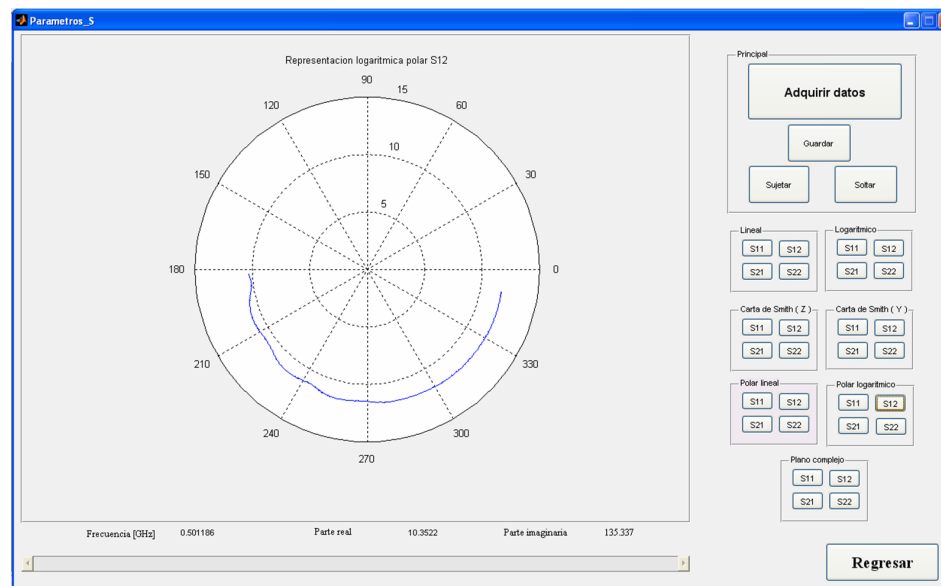 Parametros_S
Representacion logaritmica polar S12
90
120
15
60
10
150
30
5
180
0
210
330
240
300
270
Frecuencia [GHz] 0.501186 Parte real 10.3522 Parte imaginaria 135.337
Principal
Adquirir datos
Guardar
Sujetar Soltar
Lineal
S11 S12
S21 S22
Logaritmico
S11 S12
S21 S22
Carta de Smith ( Z )
S11 S12
S21 S22
Carta de Smith ( Y )
S11 S12
S21 S22
Polar lineal
S11 S12
S21 S22
Polar logaritmico
S11 S12
S21 S22
Plano complejo
S11 S12
S21 S22
Regresar